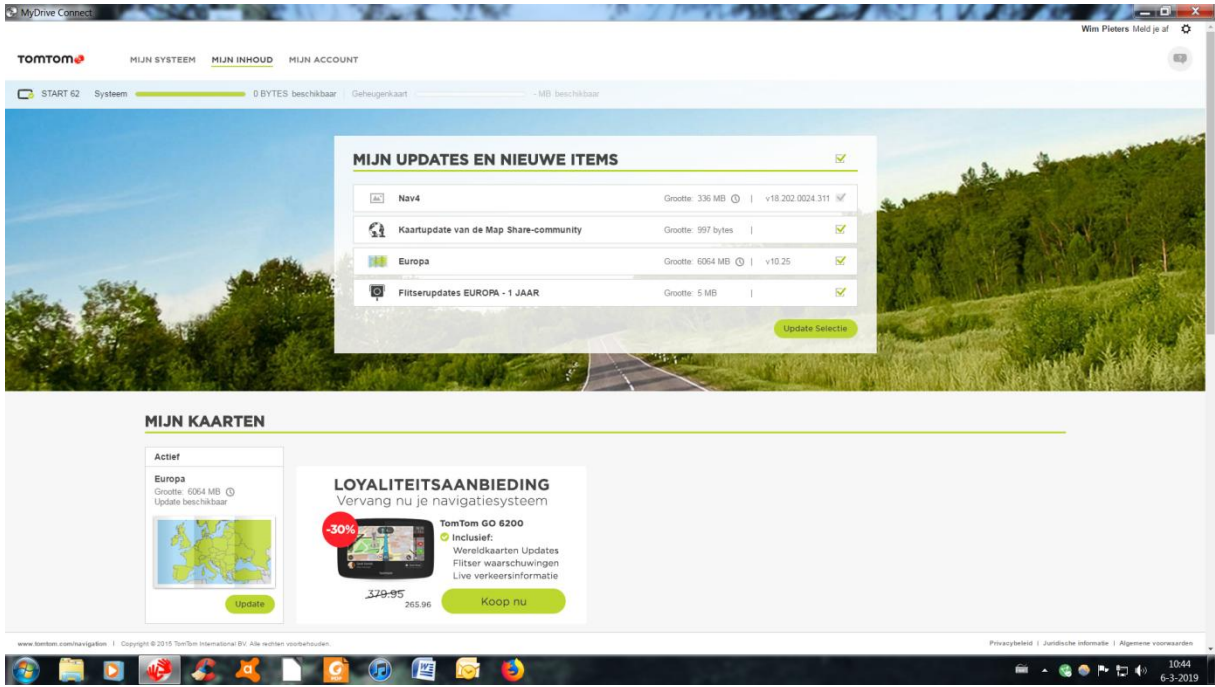 MyDrive Connect
Wim Pieters Meld je af
TOMTOM MIJN SYSTEEM MIJN INHOUD MIJN ACCOUNT
START 62 Systeem 0 BYTES beschikbaar Geheugenkaart - MB beschikbaar
MIJN UPDATES EN NIEUWE ITEMS
Nav4 Grootte: 336 MB | v18.202.0024.311
Kaartupdate van de Map Share-community Grootte: 997 bytes |
Europa Grootte: 6064 MB | v10.25
Flitserupdates EUROPA - 1 JAAR Grootte: 5 MB |
Update Selectie
MIJN KAARTEN
Actief
Europa
Grootte: 6064 MB
Update beschikbaar
Update
LOYALITEITSAANBIEDING
Vervang nu je navigatiesysteem
-30%
TomTom GO 6200
Inclusief:
Wereldkaarten Updates
Flitser waarschuwingen
Live verkeersinformatie
379.95
265.96
Koop nu
www.tomtom.com/navigation | Copyright © 2015 TomTom International BV. Alle rechten voorbehouden.
Privacybeleid | Juridische informatie | Algemene voorwaarden
10:44
6-3-2019